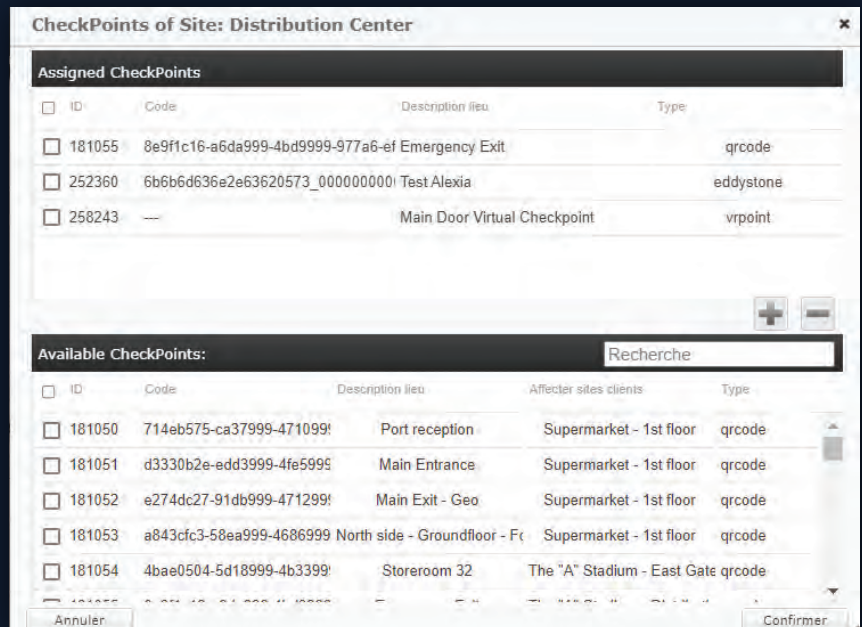 CheckPoints of Site: Distribution Center ×
Assigned CheckPoints
ID Code Description lieu Type
181055 8e9f1c16-a6da999-4bd9999-977a6-ef Emergency Exit qrcode
252360 6b6b6d636e2e63620573_000000000 Test Alexia eddystone
258243 --- Main Door Virtual Checkpoint vrpoint
Available CheckPoints: Recherche
ID Code Description lieu Affecter sites clients Type
181050 714eb575-ca37999-471099 Port reception Supermarket - 1st floor qrcode
181051 d3330b2e-edd3999-4fe5999 Main Entrance Supermarket - 1st floor qrcode
181052 e274dc27-91db999-471299 Main Exit - Geo Supermarket - 1st floor qrcode
181053 a843cfc3-58ea999-4686999 North side - Groundfloor - Fo Supermarket - 1st floor qrcode
181054 4bae0504-5d18999-4b3399 Storeroom 32 The "A" Stadium - East Gate qrcode
Annuler Confirmer